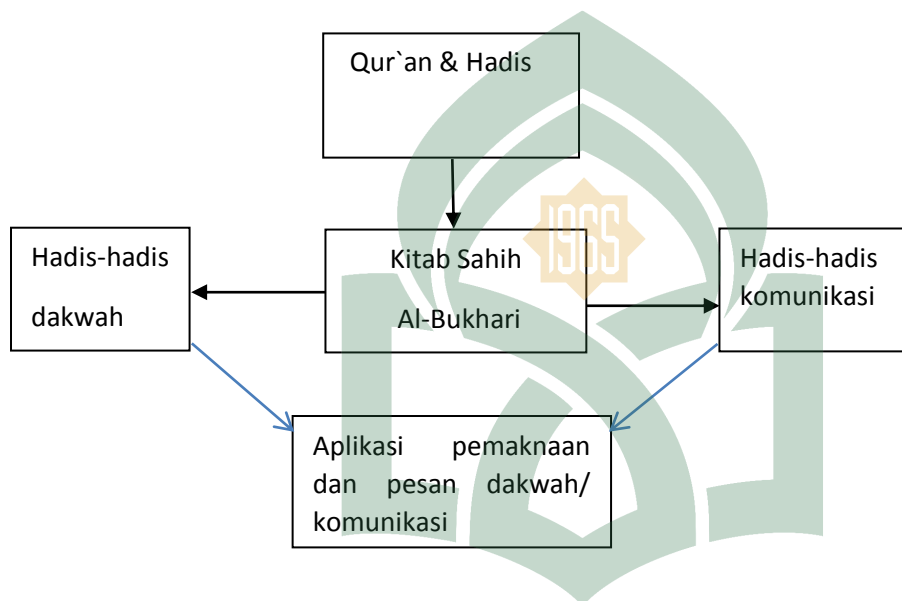 Qur`an & Hadis
Hadis-hadis
dakwah
Kitab Sahih
Al-Bukhari
1965
Hadis-hadis
komunikasi
Aplikasi pemaknaan
dan pesan dakwah/
komunikasi